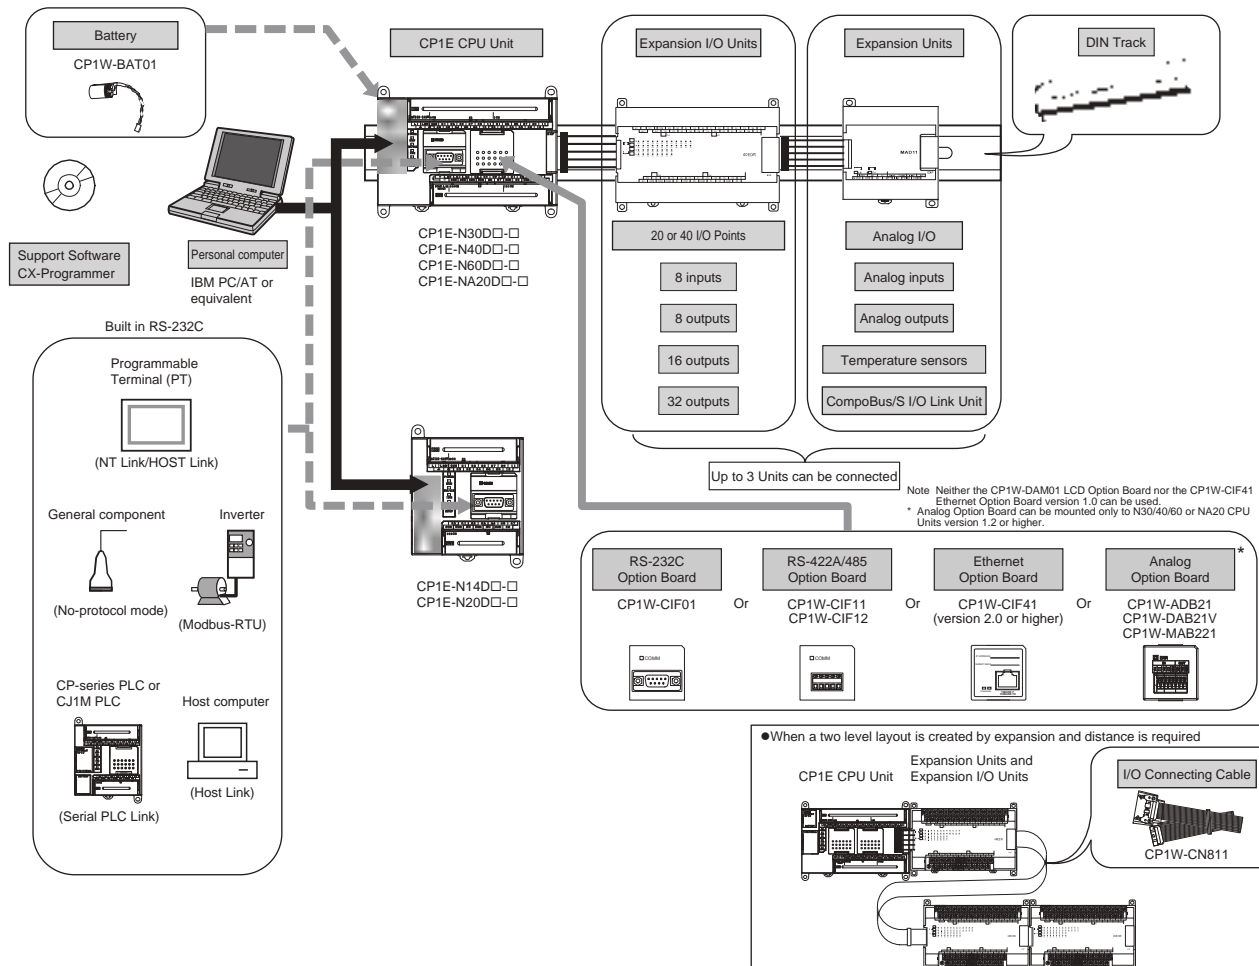 Battery
CP1W-BAT01
CP1E CPU Unit
Expansion I/O Units
Expansion Units
DIN Track
MAD11
Support Software
CX-Programmer
Personal computer
IBM PC/AT or
equivalent
CP1E-N30D□-□
CP1E-N40D□-□
CP1E-N60D□-□
CP1E-NA20D□-□
20 or 40 I/O Points
8 inputs
8 outputs
16 outputs
32 outputs
Analog I/O
Analog inputs
Analog outputs
Temperature sensors
CompoBus/S I/O Link Unit
Up to 3 Units can be connected
Built in RS-232C
Programmable
Terminal (PT)
(NT Link/HOST Link)
General component
(No-protocol mode)
Inverter
(Modbus-RTU)
CP-series PLC or
CJ1M PLC
(Serial PLC Link)
Host computer
(Host Link)
CP1E-N14D□-□
CP1E-N20D□-□
Note Neither the CP1W-DAM01 LCD Option Board nor the CP1W-CIF41
Ethernet Option Board version 1.0 can be used.
* Analog Option Board can be mounted only to N30/40/60 or NA20 CPU
Units version 1.2 or higher.
RS-232C
Option Board
CP1W-CIF01
COMM
Or
RS-422A/485
Option Board
CP1W-CIF11
CP1W-CIF12
COMM
Or
Ethernet
Option Board
CP1W-CIF41
(version 2.0 or higher)
Or
Analog
Option Board
*
CP1W-ADB21
CP1W-DAB21V
CP1W-MAB221
●When a two level layout is created by expansion and distance is required
CP1E CPU Unit
Expansion Units and
Expansion I/O Units
I/O Connecting Cable
CP1W-CN811